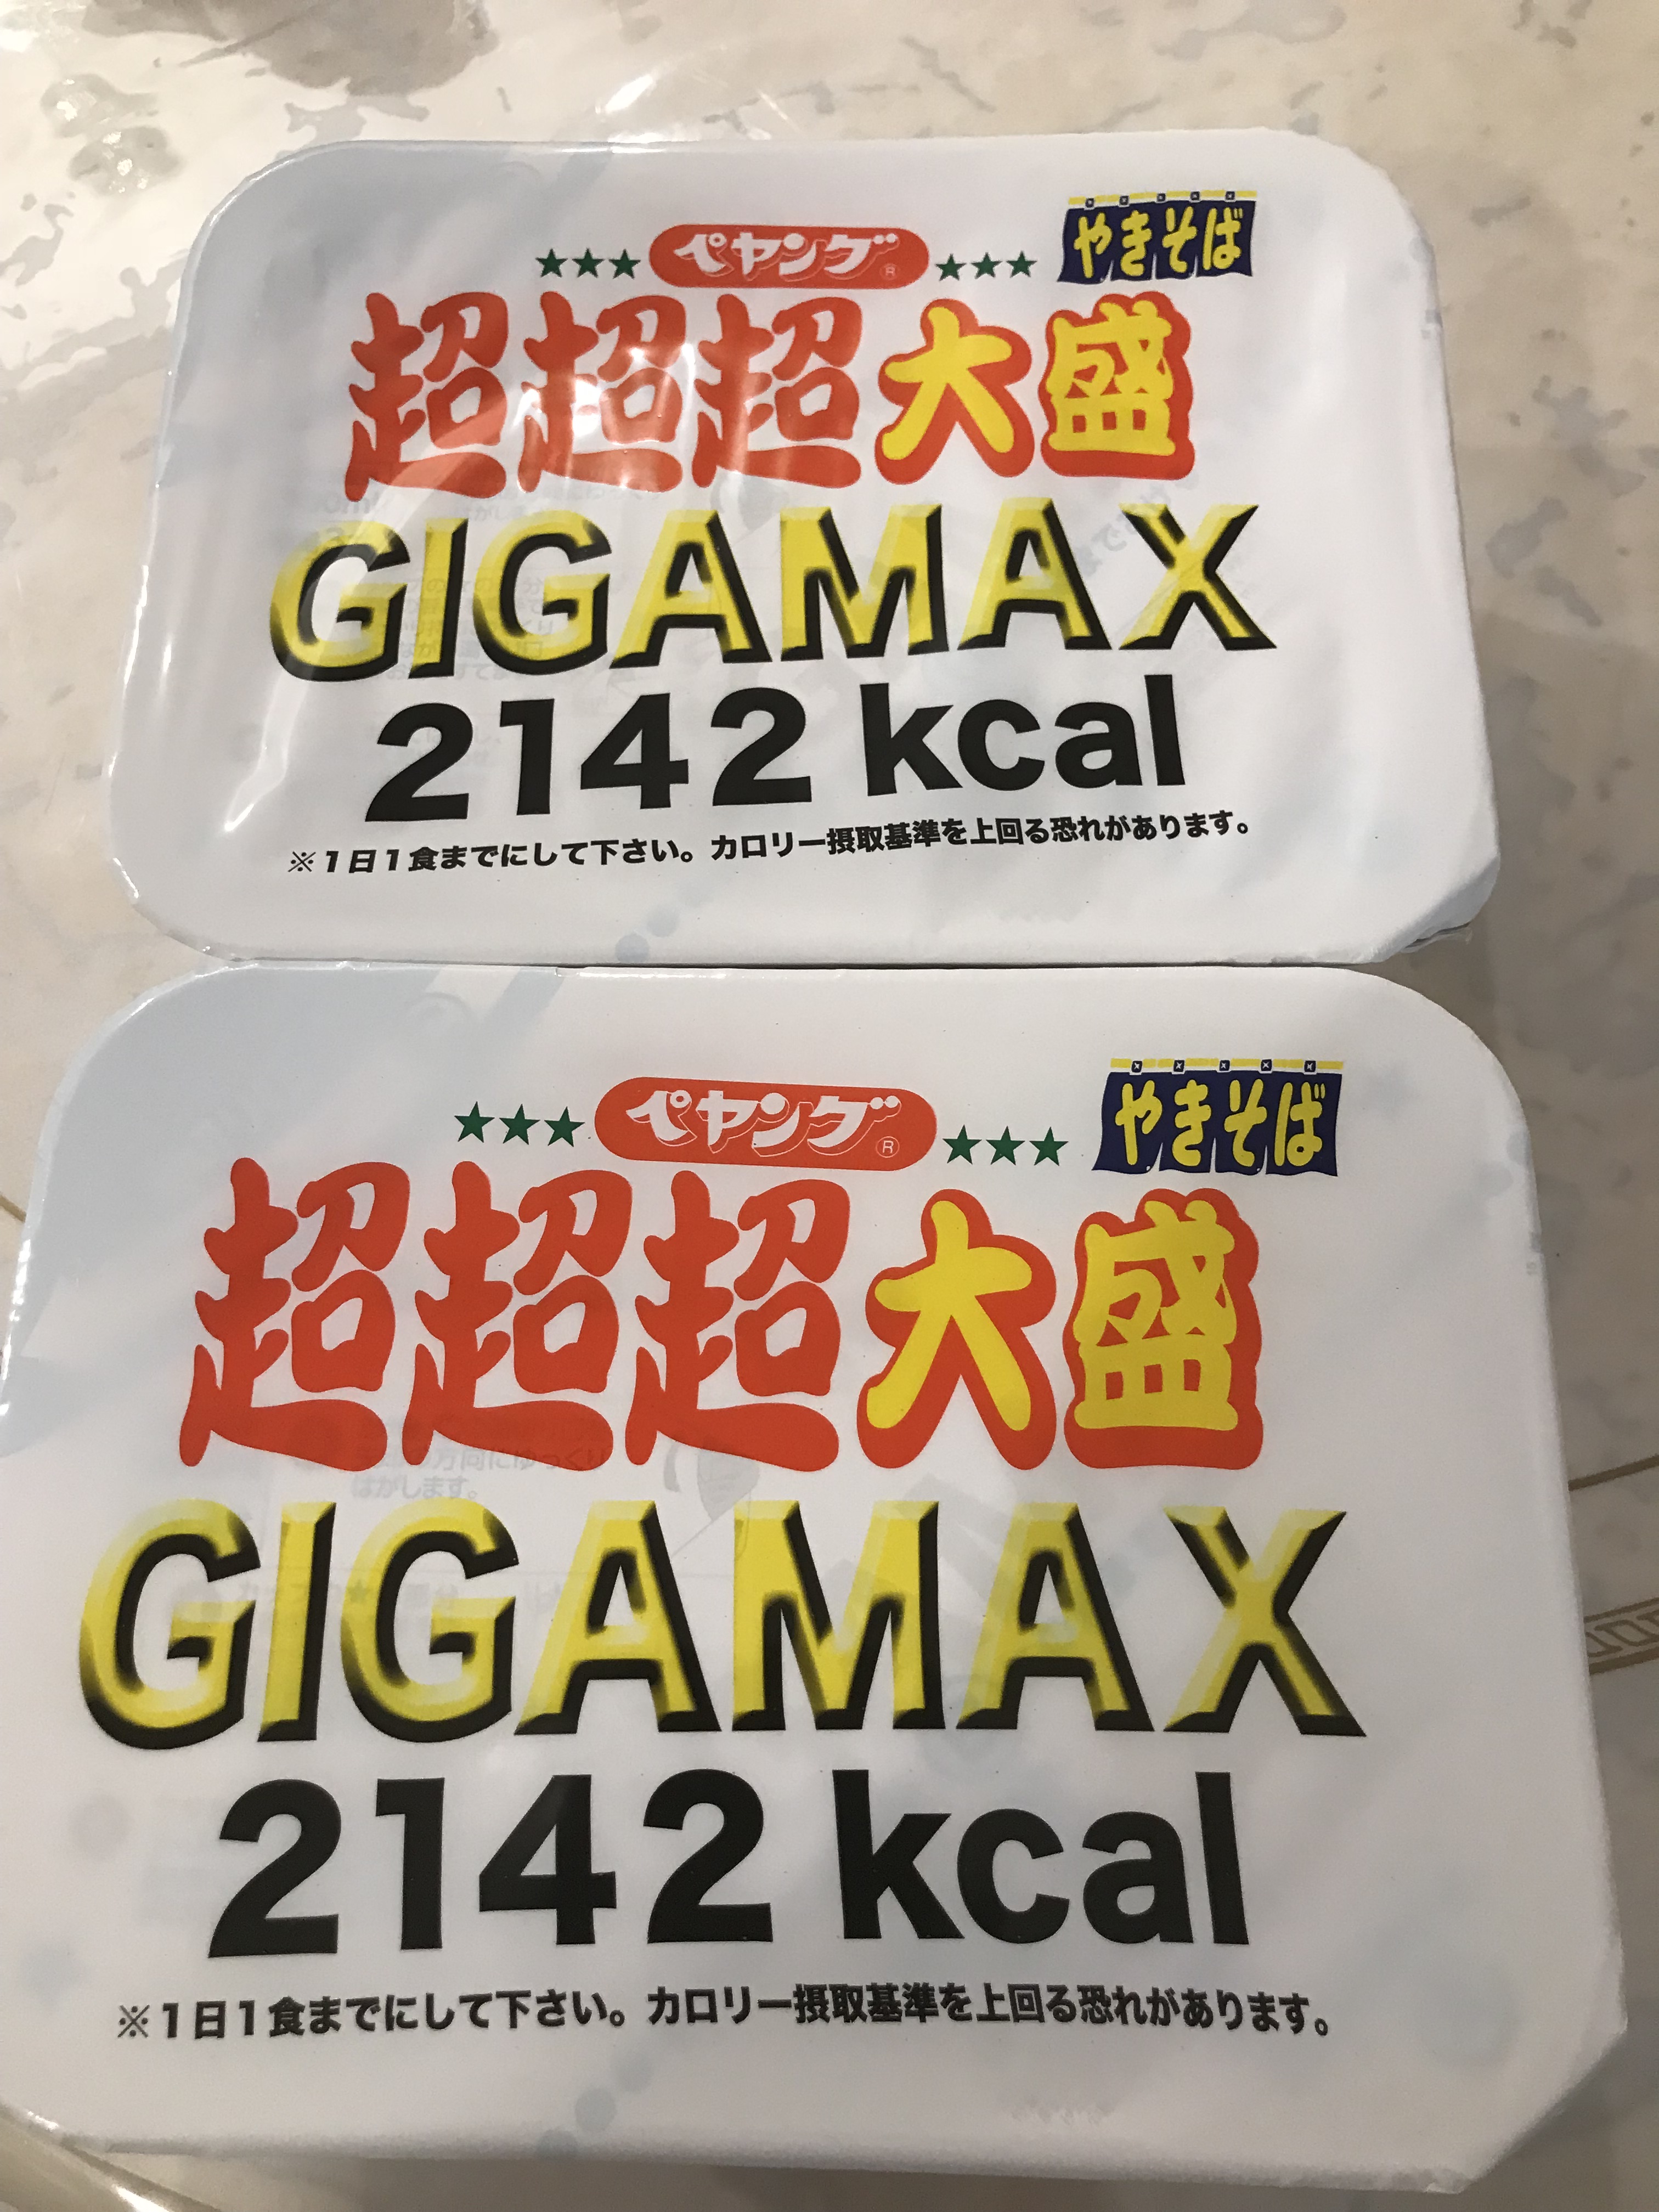 ★★★ペヤング®★★★
やきそば
超超超大盛
GIGAMAX
2142kcal
※1日1食までにして下さい。カロリー摂取基準を上回る恐れがあります。
★★★ペヤング®★★★
やきそば
超超超大盛
GIGAMAX
2142kcal
※1日1食までにして下さい。カロリー摂取基準を上回る恐れがあります。